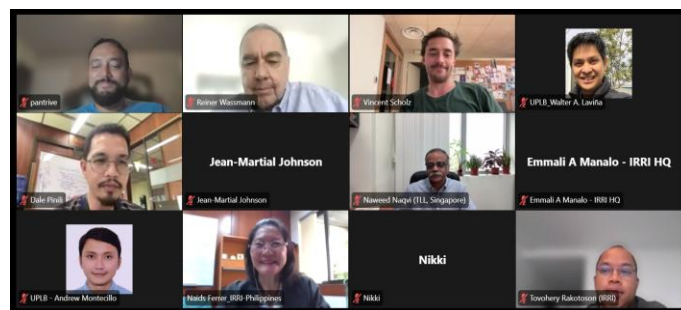 pantrive
Reiner Wassmann
Vincent Scholz
UPLB_Walter A. Laviña
Dale Pinili
Jean-Martial Johnson
Jean-Martial Johnson
Naweed Naqvi (TLL, Singapore)
Emmali A Manalo - IRRI HQ
Emmali A Manalo - IRRI HQ
UPLB - Andrew Montecillo
Naids Ferrer_IRRI-Philippines
Nikki
Nikki
Tovohery Rakotoson (IRRI)